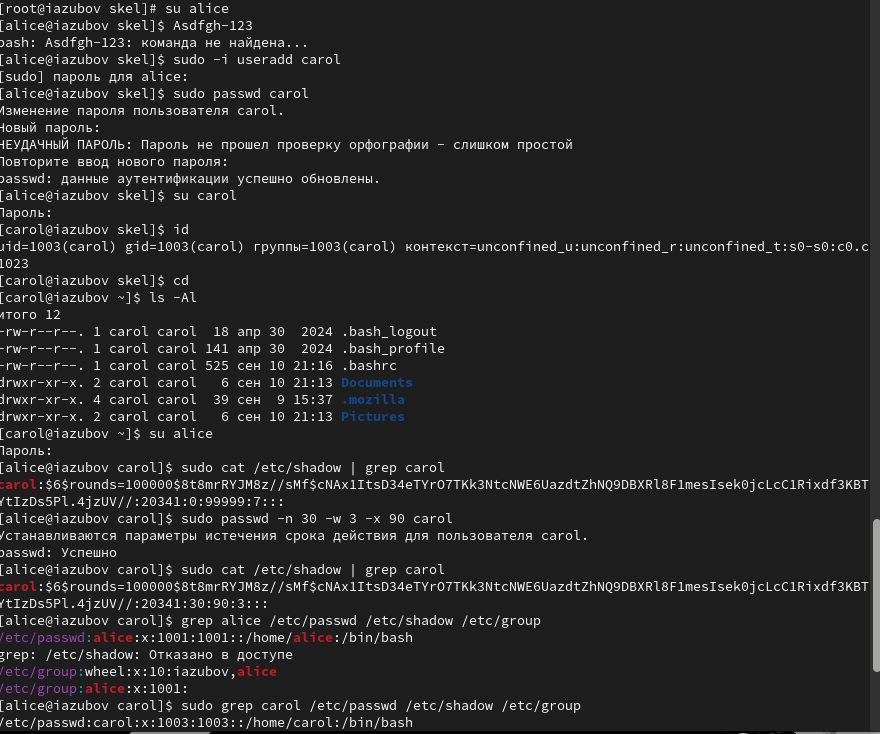 [root@iazubov skel]# su alice
[alice@iazubov skel]$ Asdfgh-123
bash: Asdfgh-123: команда не найдена...
[alice@iazubov skel]$ sudo -i useradd carol
[sudo] пароль для alice:
[alice@iazubov skel]$ sudo passwd carol
Изменение пароля пользователя carol.
Новый пароль:
НЕУДАЧНЫЙ ПАРОЛЬ: Пароль не прошел проверку орфографии - слишком простой
Повторите ввод нового пароля:
passwd: данные аутентификации успешно обновлены.
[alice@iazubov skel]$ su carol
Пароль:
[carol@iazubov skel]$ id
uid=1003(carol) gid=1003(carol) группы=1003(carol) контекст=unconfined_u:unconfined_r:unconfined_t:s0-s0:c0.c
1023
[carol@iazubov skel]$ cd
[carol@iazubov ~]$ ls -Al
итого 12
-rw-r--r--. 1 carol carol  18 апр 30  2024 .bash_logout
-rw-r--r--. 1 carol carol 141 апр 30  2024 .bash_profile
-rw-r--r--. 1 carol carol 525 сен 10 21:16 .bashrc
drwxr-xr-x. 2 carol carol   6 сен 10 21:13 Documents
drwxr-xr-x. 4 carol carol  39 сен  9 15:37 .mozilla
drwxr-xr-x. 2 carol carol   6 сен 10 21:13 Pictures
[carol@iazubov ~]$ su alice
Пароль:
[alice@iazubov carol]$ sudo cat /etc/shadow | grep carol
carol:$6$rounds=100000$8t8mrRYJM8z//sMf$cNAx1ItsD34eTYrO7TKk3NtcNWE6UazdtZhNQ9DBXRl8F1mesIsek0jcLcC1Rixdf3KBT
YtIzDs5Pl.4jzUV//:20341:0:99999:7:::
[alice@iazubov carol]$ sudo passwd -n 30 -w 3 -x 90 carol
Устанавливаются параметры истечения срока действия для пользователя carol.
passwd: Успешно
[alice@iazubov carol]$ sudo cat /etc/shadow | grep carol
carol:$6$rounds=100000$8t8mrRYJM8z//sMf$cNAx1ItsD34eTYrO7TKk3NtcNWE6UazdtZhNQ9DBXRl8F1mesIsek0jcLcC1Rixdf3KBT
YtIzDs5Pl.4jzUV//:20341:30:90:3:::
[alice@iazubov carol]$ grep alice /etc/passwd /etc/shadow /etc/group
/etc/passwd:alice:x:1001:1001::/home/alice:/bin/bash
grep: /etc/shadow: Отказано в доступе
/etc/group:wheel:x:10:iazubov,alice
/etc/group:alice:x:1001:
[alice@iazubov carol]$ sudo grep carol /etc/passwd /etc/shadow /etc/group
/etc/passwd:carol:x:1003:1003::/home/carol:/bin/bash